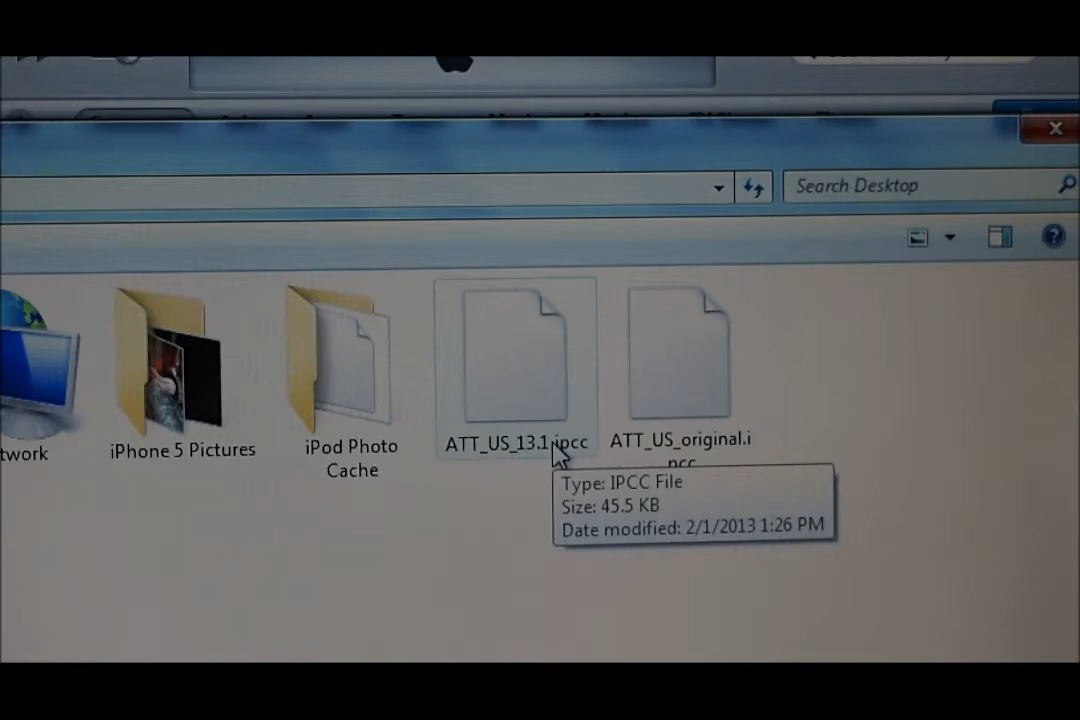 Search Desktop
twork
iPhone 5 Pictures
iPod Photo
Cache
ATT_US_13.1.ipcc
ATT_US_original.i
pcc
Type: IPCC File
Size: 45.5 KB
Date modified: 2/1/2013 1:26 PM